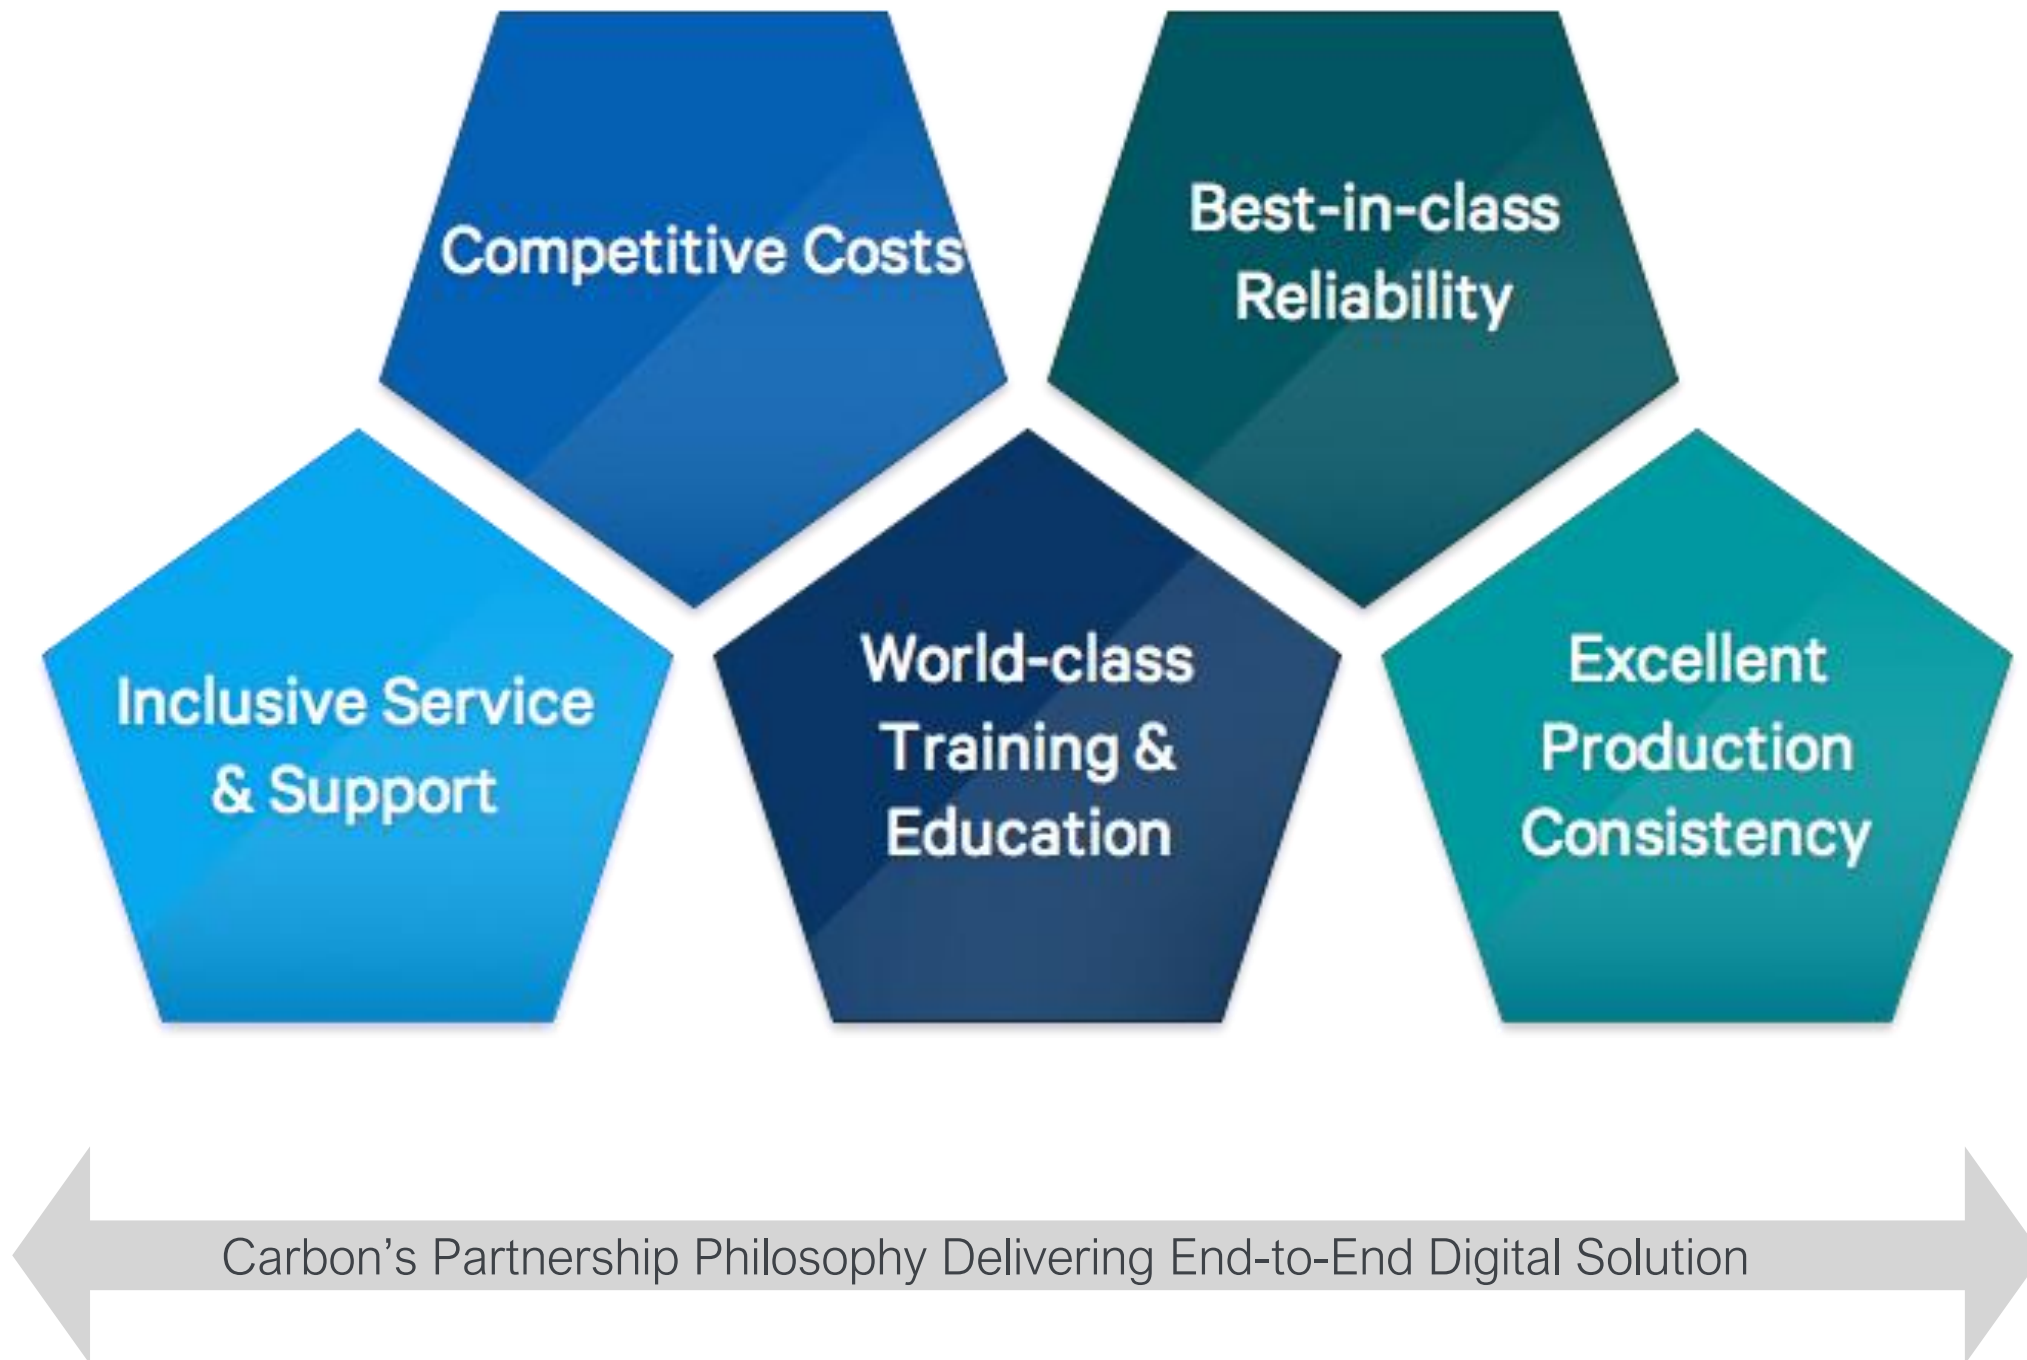 Competitive Costs
Best-in-class
Reliability
Inclusive Service
& Support
World-class
Training &
Education
Excellent
Production
Consistency
Carbon’s Partnership Philosophy Delivering End-to-End Digital Solution